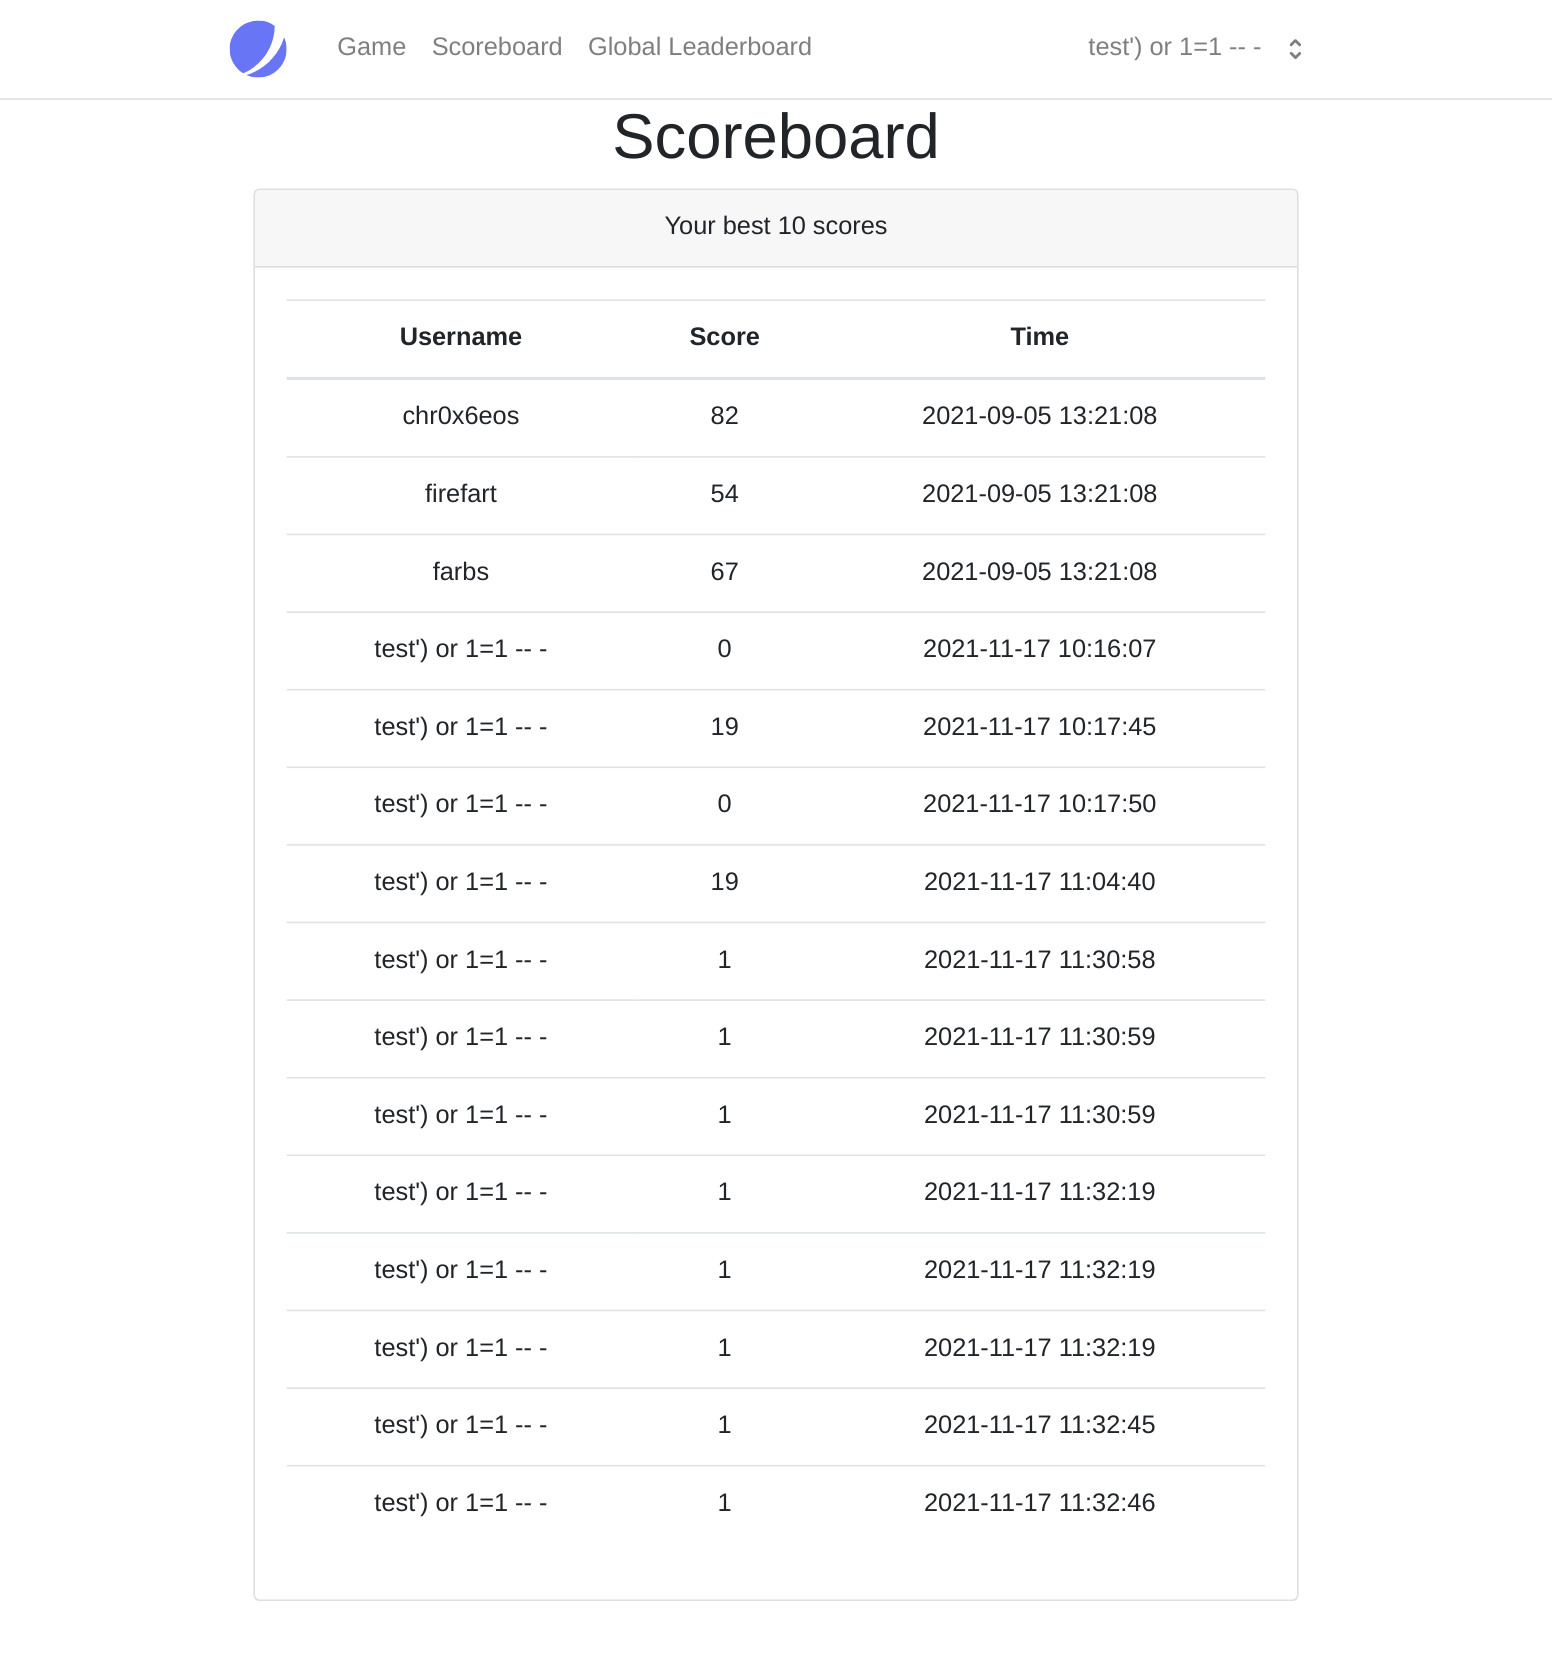 Game Scoreboard Global Leaderboard test') or 1=1 -- -
Scoreboard
Your best 10 scores
Username Score Time
chr0x6eos 82 2021-09-05 13:21:08
firefart 54 2021-09-05 13:21:08
farbs 67 2021-09-05 13:21:08
test') or 1=1 -- - 0 2021-11-17 10:16:07
test') or 1=1 -- - 19 2021-11-17 10:17:45
test') or 1=1 -- - 0 2021-11-17 10:17:50
test') or 1=1 -- - 19 2021-11-17 11:04:40
test') or 1=1 -- - 1 2021-11-17 11:30:58
test') or 1=1 -- - 1 2021-11-17 11:30:59
test') or 1=1 -- - 1 2021-11-17 11:30:59
test') or 1=1 -- - 1 2021-11-17 11:32:19
test') or 1=1 -- - 1 2021-11-17 11:32:19
test') or 1=1 -- - 1 2021-11-17 11:32:19
test') or 1=1 -- - 1 2021-11-17 11:32:45
test') or 1=1 -- - 1 2021-11-17 11:32:46